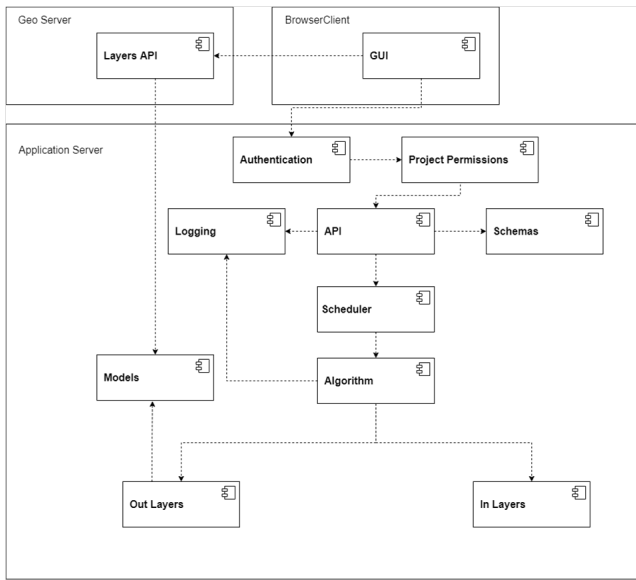 Geo Server
BrowserClient
Layers API
GUI
Application Server
Authentication
Project Permissions
Logging
API
Schemas
Scheduler
Models
Algorithm
Out Layers
In Layers